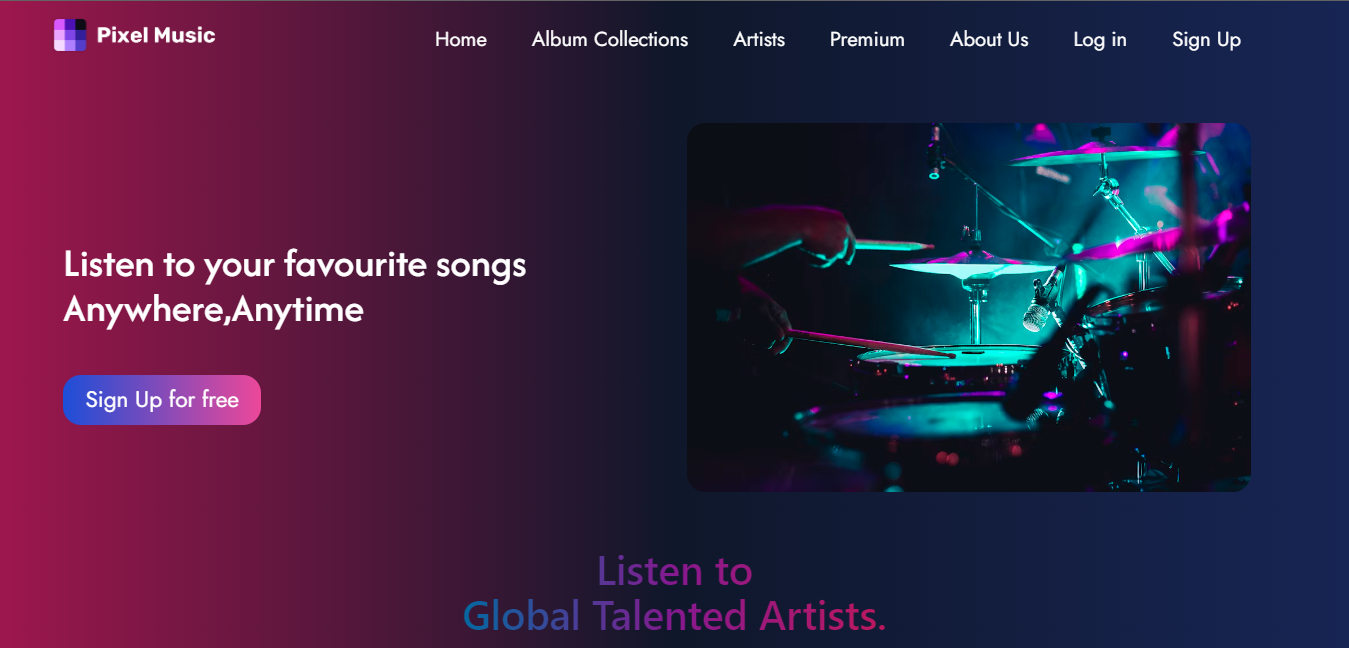 Pixel Music
Home Album Collections Artists Premium About Us Log in Sign Up
Listen to your favourite songs
Anywhere,Anytime
Sign Up for free
Listen to
Global Talented Artists.